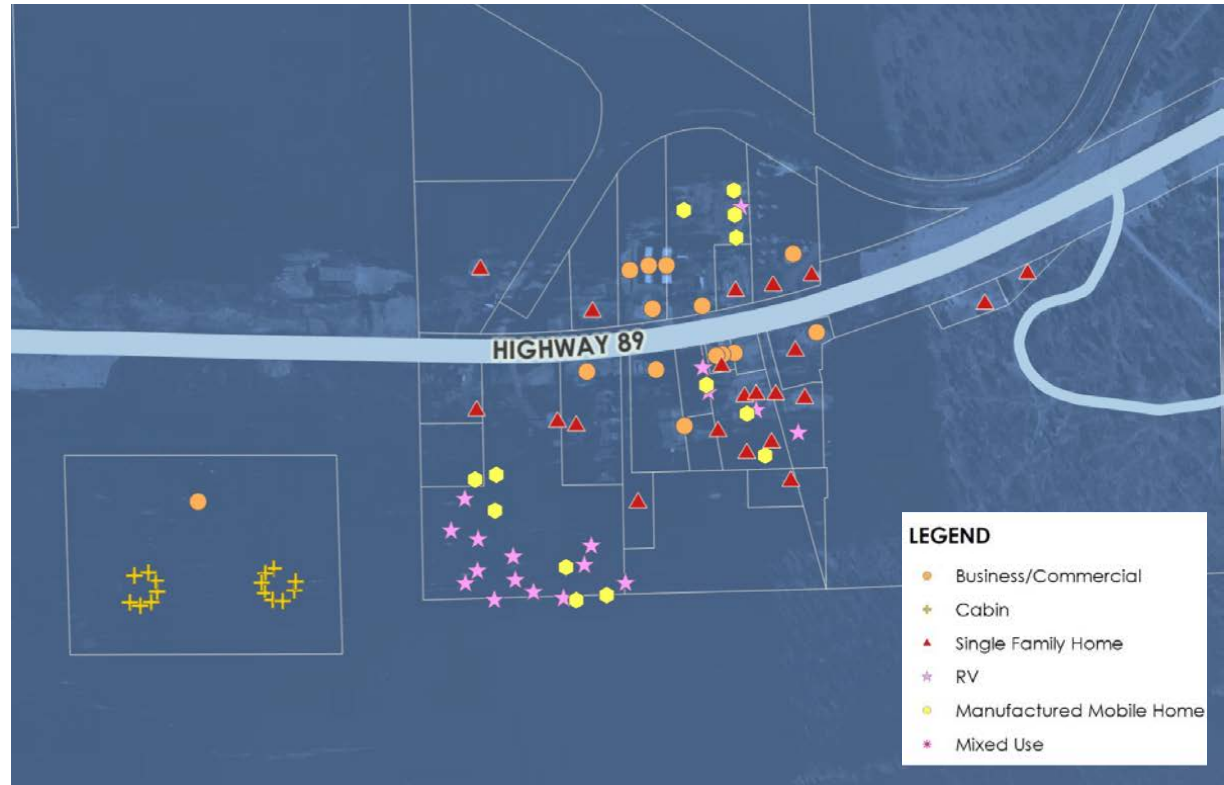 HIGHWAY 89
LEGEND
Business/Commercial
Cabin
Single Family Home
RV
Manufactured Mobile Home
Mixed Use